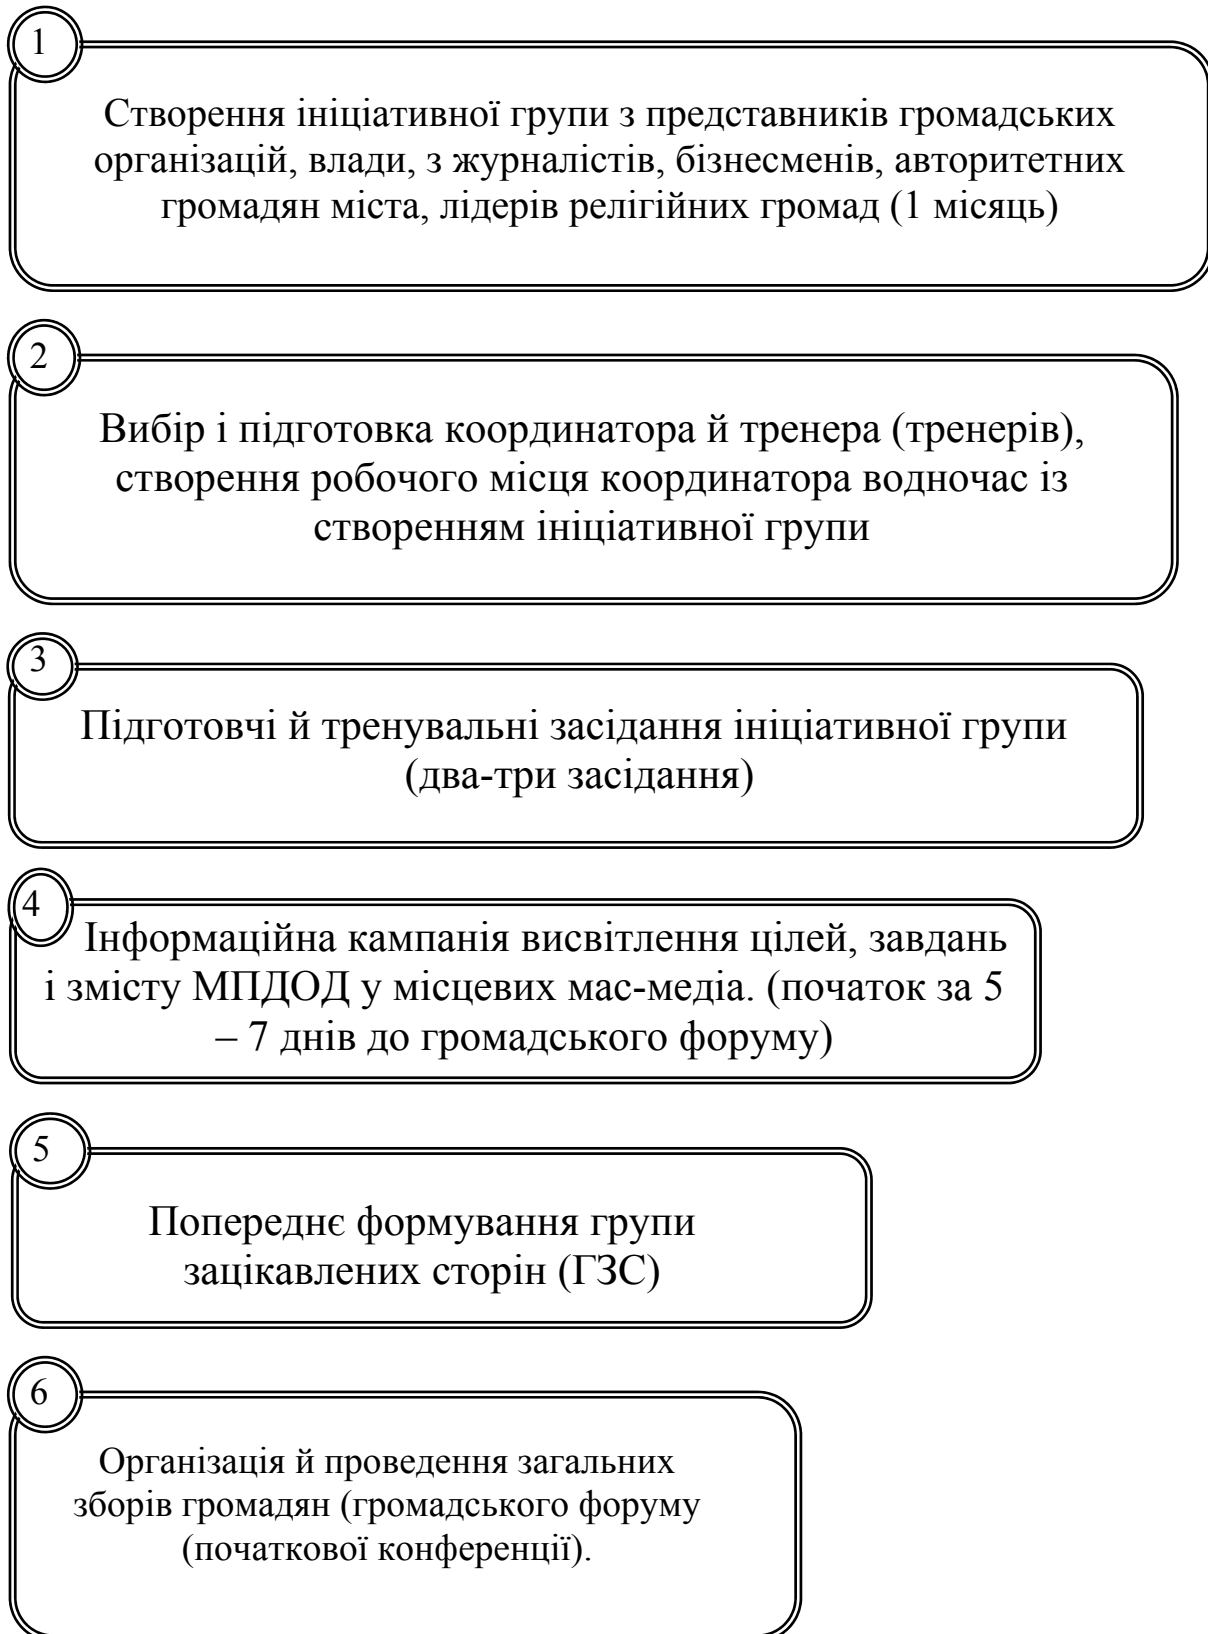 1
Створення ініціативної групи з представників громадських
організацій, влади, з журналістів, бізнесменів, авторитетних
громадян міста, лідерів релігійних громад (1 місяць)
2
Вибір і підготовка координатора й тренера (тренерів),
створення робочого місця координатора водночас із
створенням ініціативної групи
3
Підготовчі й тренувальні засідання ініціативної групи
(два-три засідання)
4
Інформаційна кампанія висвітлення цілей, завдань
і змісту МПДОД у місцевих мас-медіа. (початок за 5
– 7 днів до громадського форуму)
5
Попереднє формування групи
зацікавлених сторін (ГЗС)
6
Організація й проведення загальних
зборів громадян (громадського форуму
(початкової конференції).